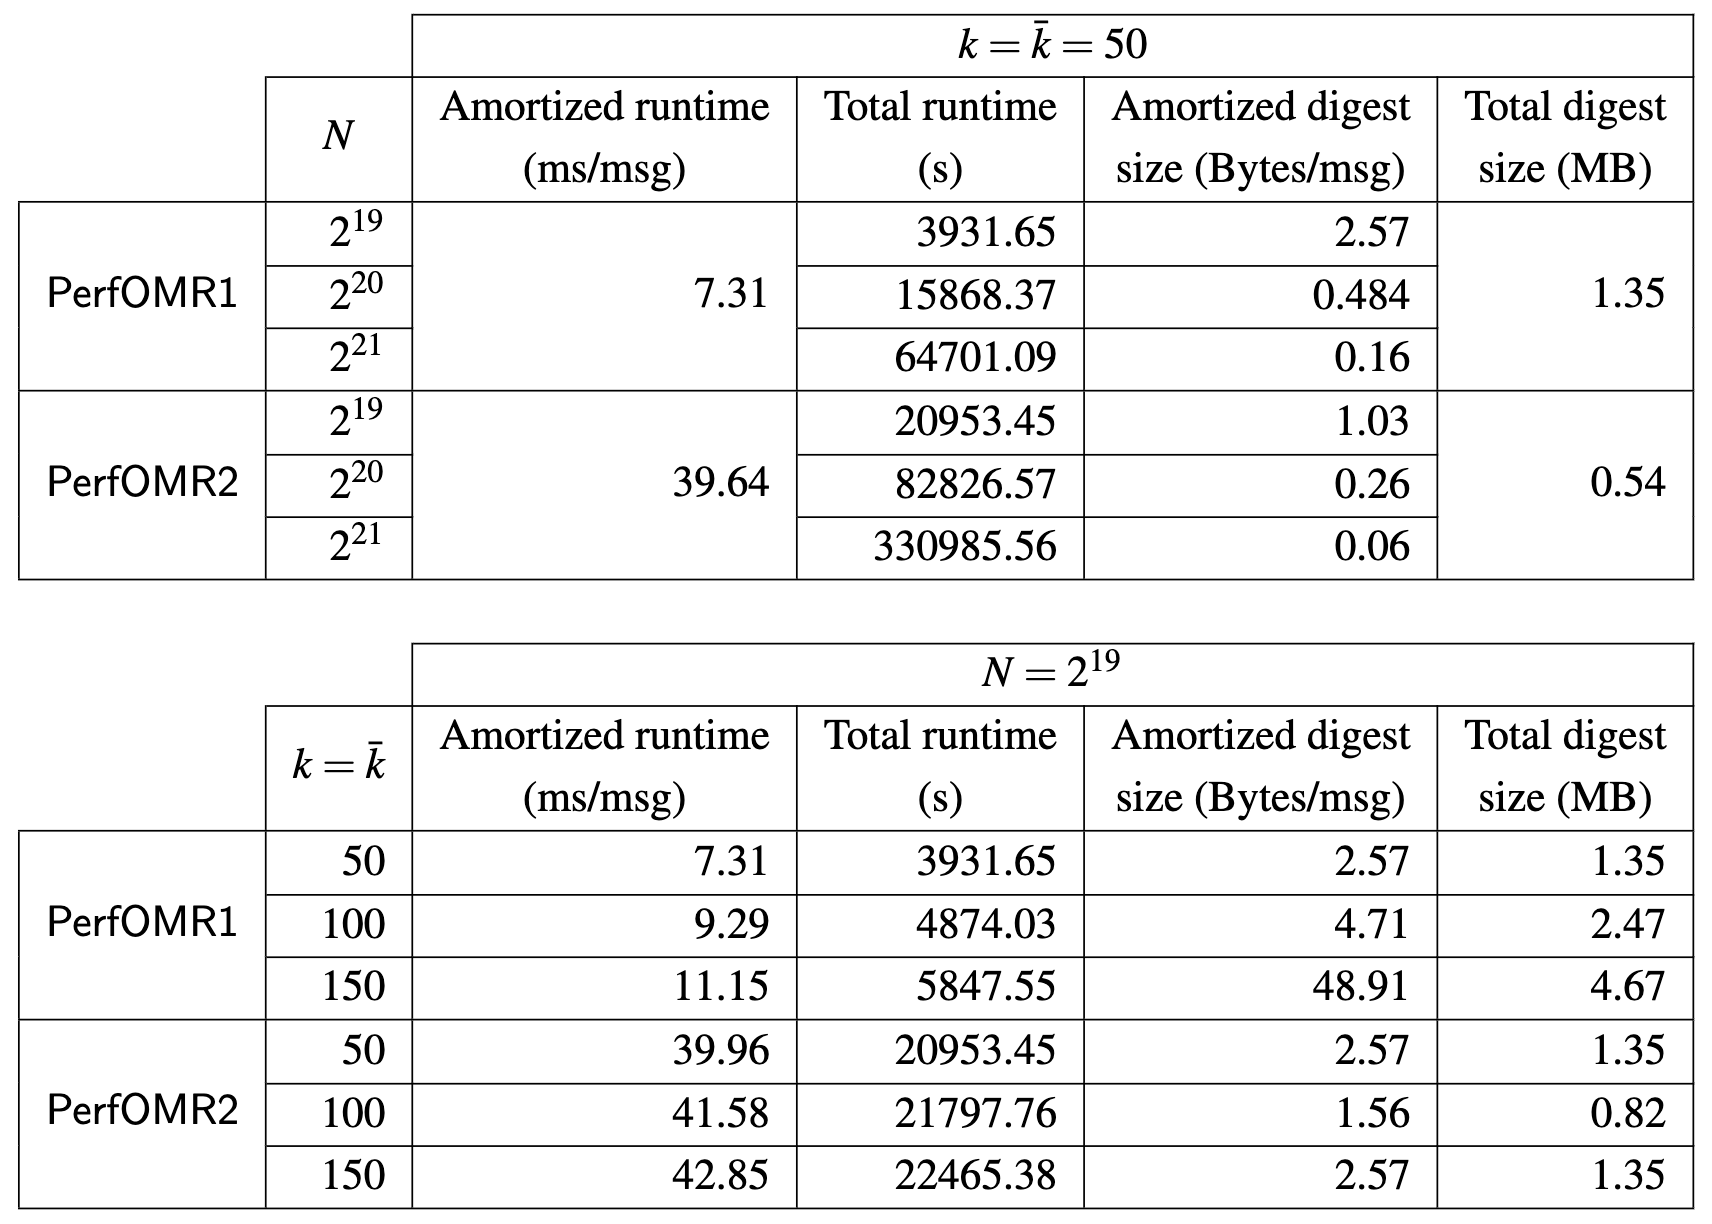 k = k̄ = 50
N Amortized runtime (ms/msg) Total runtime (s) Amortized digest size (Bytes/msg) Total digest size (MB)
PerfOMR1 2^19 7.31 3931.65 2.57 1.35
2^20 15868.37 0.484
2^21 64701.09 0.16
PerfOMR2 2^19 39.64 20953.45 1.03 0.54
2^20 82826.57 0.26
2^21 330985.56 0.06
N = 2^19
k = k̄ Amortized runtime (ms/msg) Total runtime (s) Amortized digest size (Bytes/msg) Total digest size (MB)
PerfOMR1 50 7.31 3931.65 2.57 1.35
100 9.29 4874.03 4.71 2.47
150 11.15 5847.55 48.91 4.67
PerfOMR2 50 39.96 20953.45 2.57 1.35
100 41.58 21797.76 1.56 0.82
150 42.85 22465.38 2.57 1.35